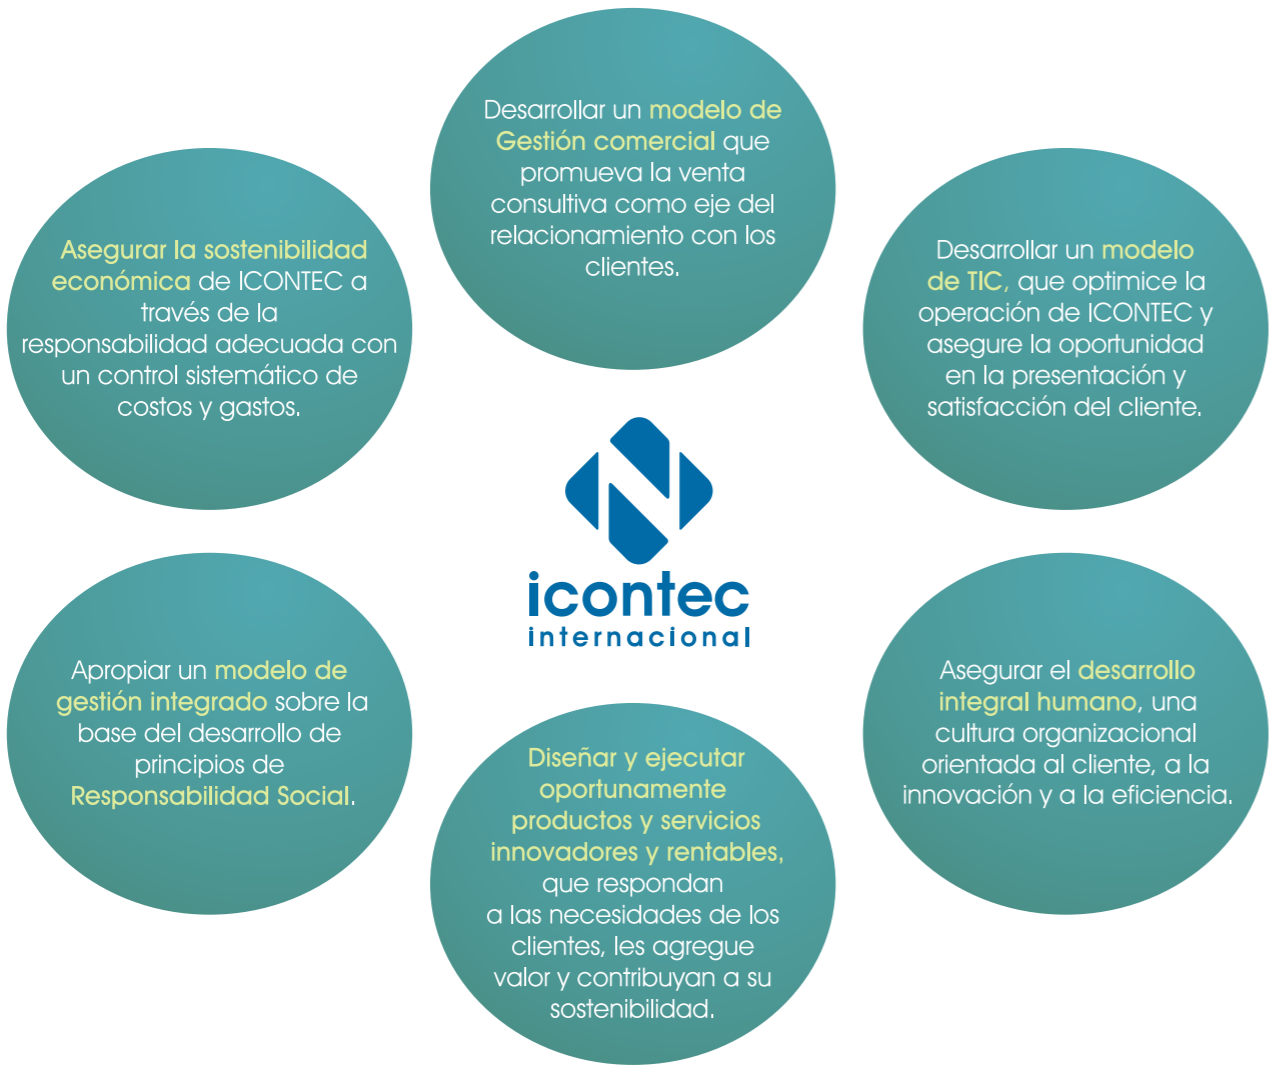 Desarrollar un modelo de
Gestión comercial que
promueva la venta
consultiva como eje del
relacionamiento con los
clientes.
Asegurar la sostenibilidad
económica de ICONTEC a
través de la
responsabilidad adecuada con
un control sistemático de
costos y gastos.
Desarrollar un modelo
de TIC, que optimice la
operación de ICONTEC y
asegure la oportunidad
en la presentación y
satisfacción del cliente.
icontec
internacional
Apropiar un modelo de
gestión integrado sobre la
base del desarrollo de
principios de
Responsabilidad Social.
Diseñar y ejecutar
oportunamente
productos y servicios
innovadores y rentables,
que respondan
a las necesidades de los
clientes, les agregue
valor y contribuyan a su
sostenibilidad.
Asegurar el desarrollo
integral humano, una
cultura organizacional
orientada al cliente, a la
innovación y a la eficiencia.